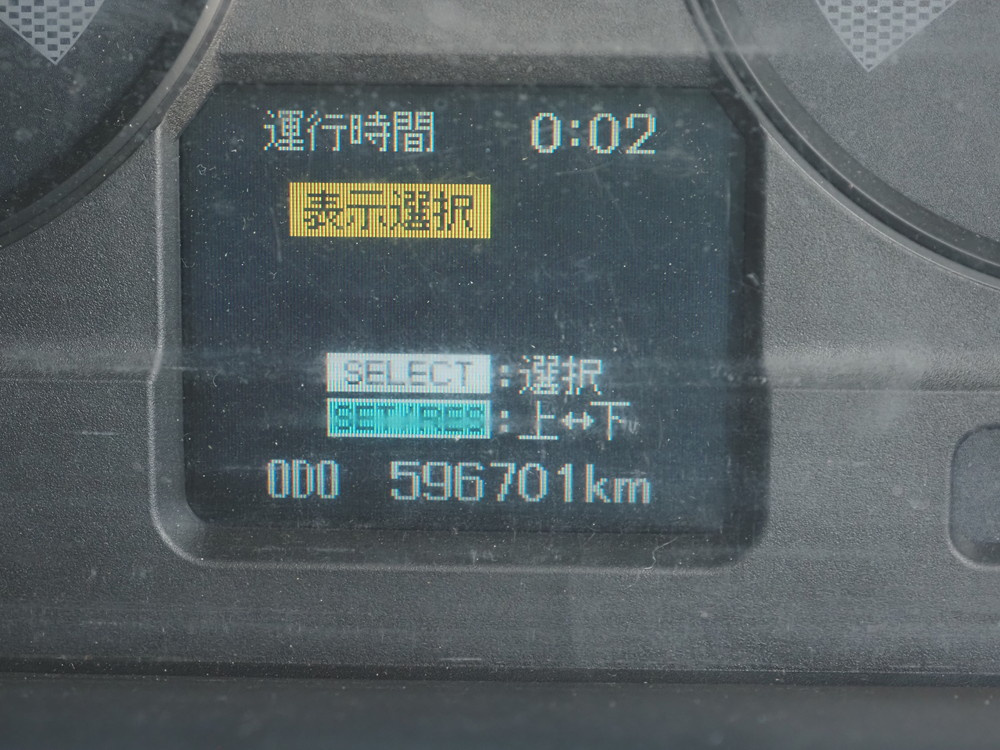 運行時間 0:02
表示選択
SELECT :選択
SET/RES :上↔下
ODO 596701km